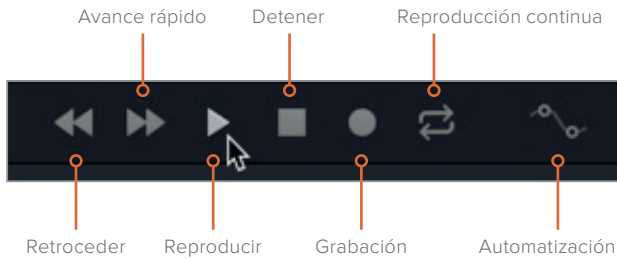 Avance rápido Detener Reproducción continua
Retroceder Reproducir Grabación Automatización